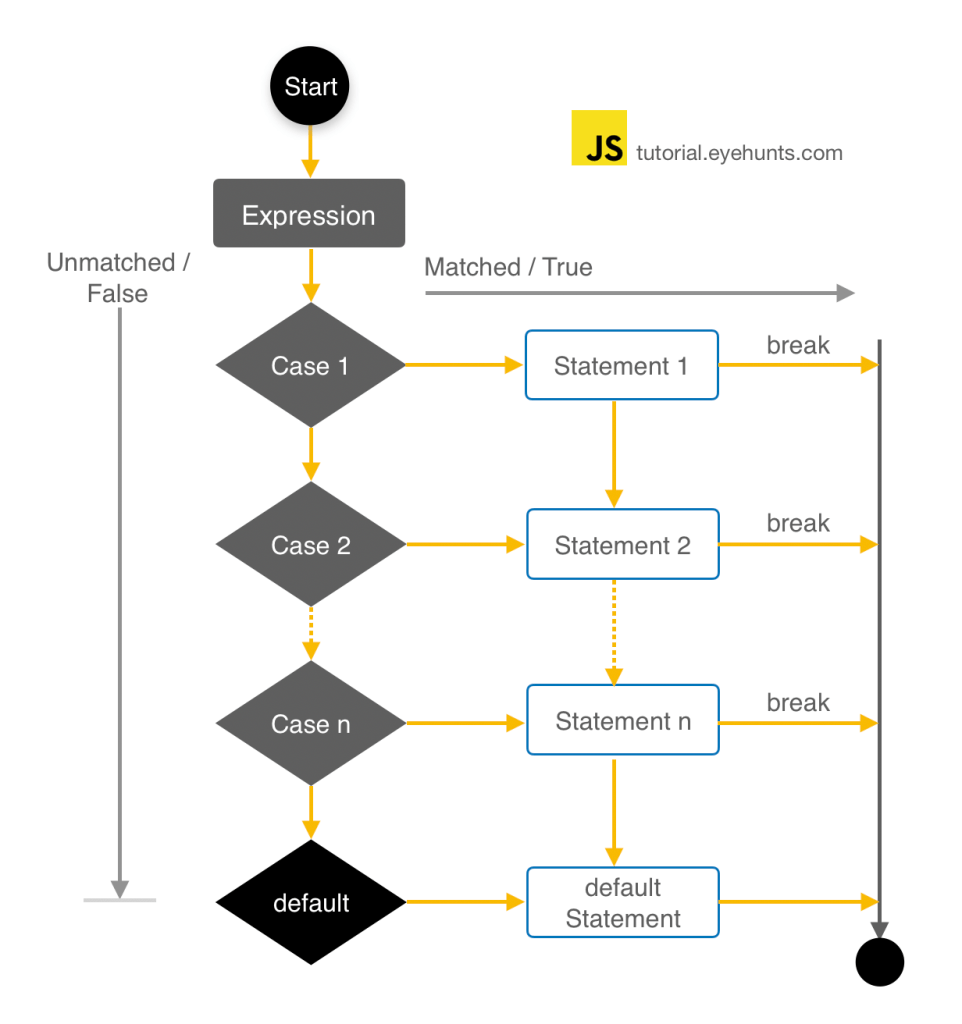 Start
JS tutorial.eyehunts.com
Expression
Unmatched /
False
Matched / True
Case 1
Statement 1
break
Case 2
Statement 2
break
Case n
Statement n
break
default
default
Statement